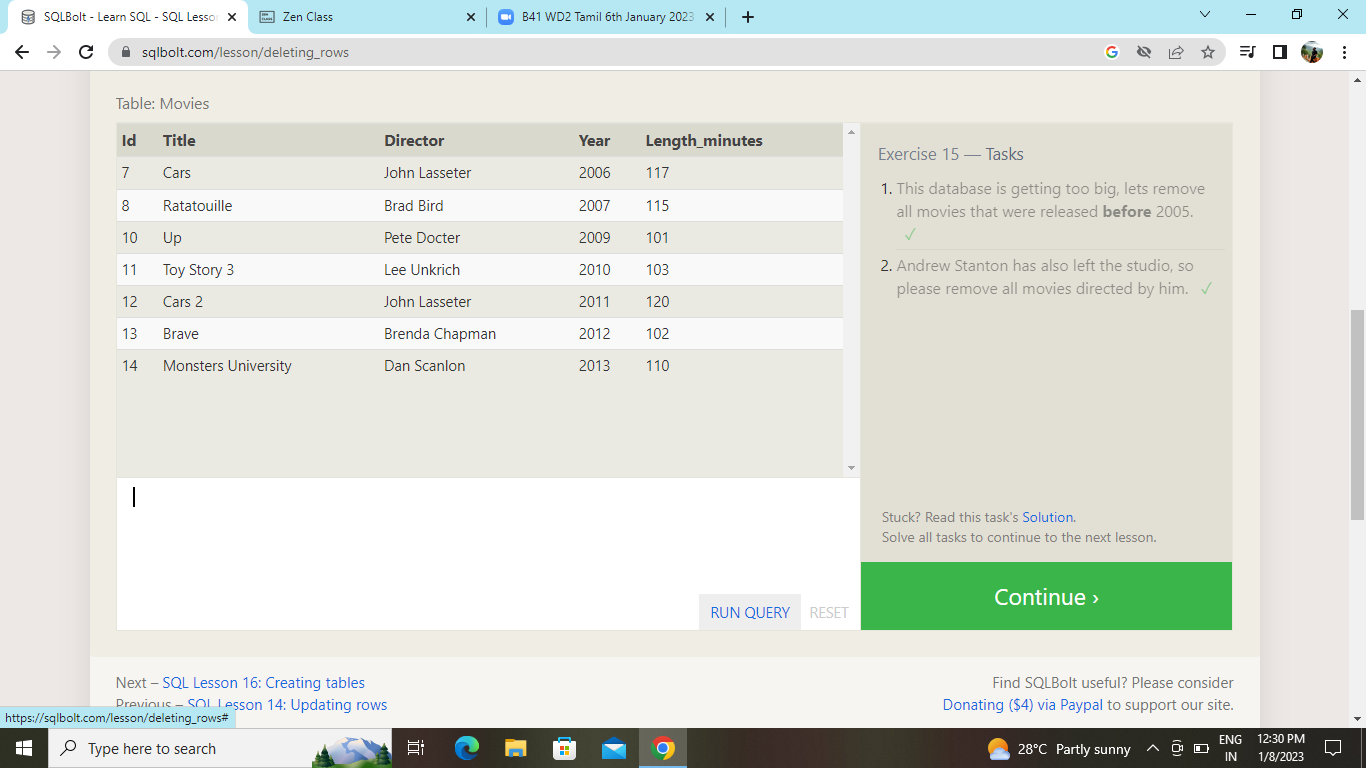 SQLBolt - Learn SQL - SQL Lesson
Zen Class
B41 WD2 Tamil 6th January 2023
sqlbolt.com/lesson/deleting_rows
Table: Movies
Id Title Director Year Length_minutes
7 Cars John Lasseter 2006 117
8 Ratatouille Brad Bird 2007 115
10 Up Pete Docter 2009 101
11 Toy Story 3 Lee Unkrich 2010 103
12 Cars 2 John Lasseter 2011 120
13 Brave Brenda Chapman 2012 102
14 Monsters University Dan Scanlon 2013 110
Exercise 15 — Tasks
1. This database is getting too big, lets remove
all movies that were released before 2005.
✓
2. Andrew Stanton has also left the studio, so
please remove all movies directed by him. ✓
Stuck? Read this task's Solution.
Solve all tasks to continue to the next lesson.
RUN QUERY RESET
Continue ›
Next – SQL Lesson 16: Creating tables
Previous – SQL Lesson 14: Updating rows
Find SQLBolt useful? Please consider
Donating ($4) via Paypal to support our site.
https://sqlbolt.com/lesson/deleting_rows#
Type here to search
28°C Partly sunny
ENG
IN
12:30 PM
1/8/2023